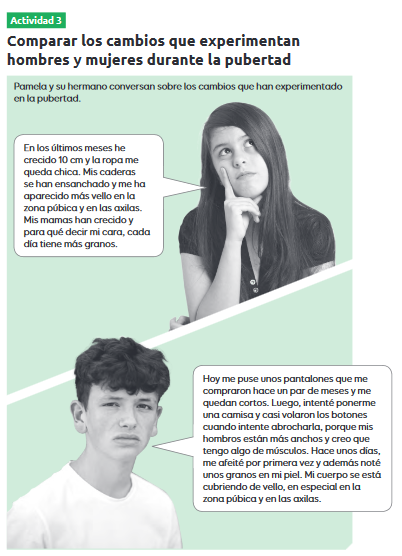 Actividad 3
Comparar los cambios que experimentan
hombres y mujeres durante la pubertad
Pamela y su hermano conversan sobre los cambios que han experimentado
en la pubertad.
En los últimos meses he
crecido 10 cm y la ropa me
queda chica. Mis caderas
se han ensanchado y me ha
aparecido más vello en la
zona púbica y en las axilas.
Mis mamas han crecido y
para qué decir mi cara, cada
día tiene más granos.
Hoy me puse unos pantalones que me
compraron hace un par de meses y me
quedan cortos. Luego, intenté ponerme
una camisa y casi volaron los botones
cuando intente abrocharla, porque mis
hombros están más anchos y creo que
tengo algo de músculos. Hace unos días,
me afeité por primera vez y además noté
unos granos en mi piel. Mi cuerpo se está
cubriendo de vello, en especial en la
zona púbica y en las axilas.